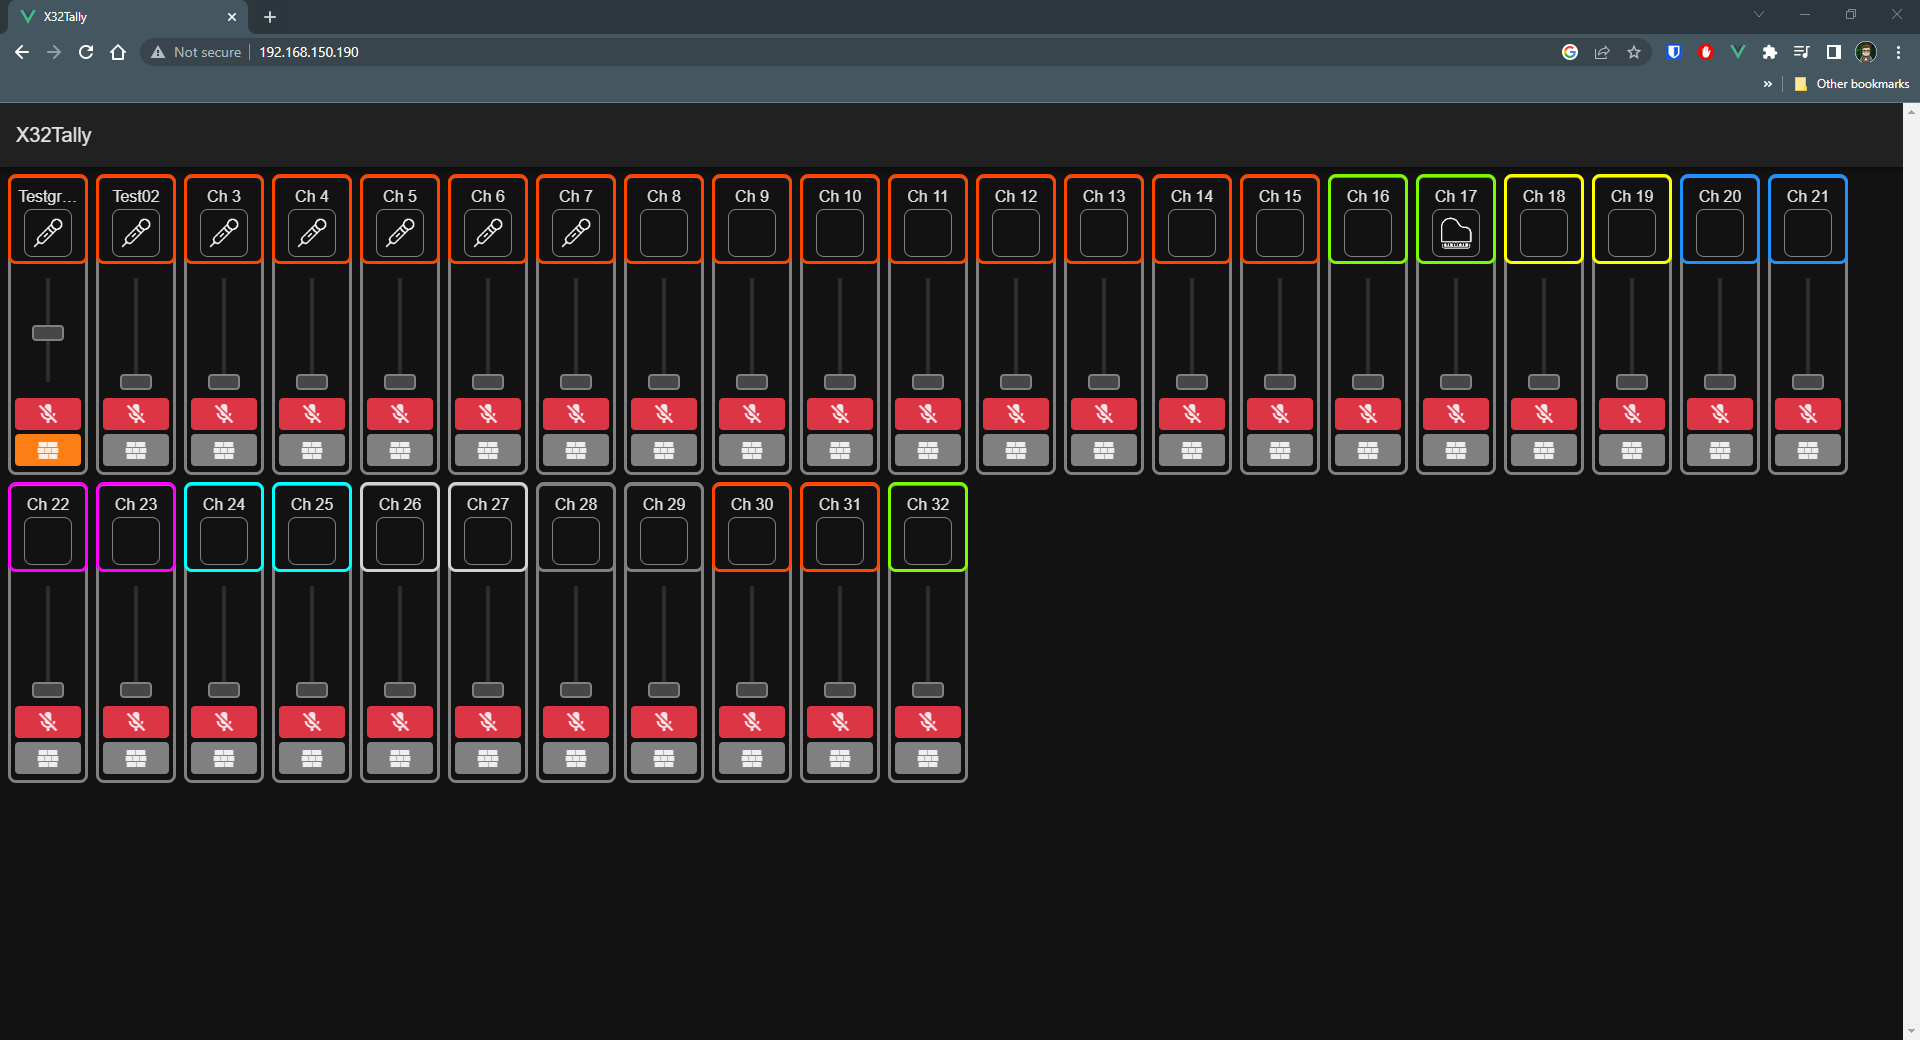 X32Tally
Not secure 192.168.150.190
Other bookmarks
X32Tally
Testgr... Test02 Ch 3 Ch 4 Ch 5 Ch 6 Ch 7 Ch 8 Ch 9 Ch 10 Ch 11 Ch 12 Ch 13 Ch 14 Ch 15 Ch 16 Ch 17 Ch 18 Ch 19 Ch 20 Ch 21
Ch 22 Ch 23 Ch 24 Ch 25 Ch 26 Ch 27 Ch 28 Ch 29 Ch 30 Ch 31 Ch 32